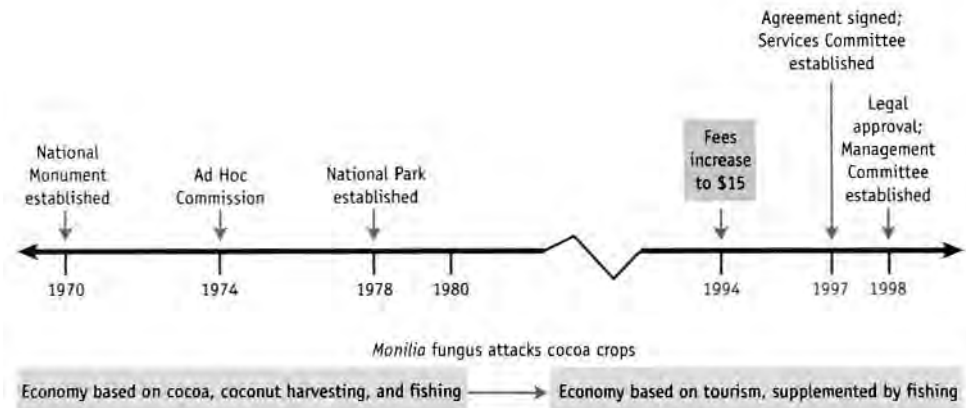 National
Monument
established
Ad Hoc
Commission
National Park
established
Fees
increase
to $15
Agreement signed;
Services Committee
established
Legal
approval;
Management
Committee
established
1970
1974
1978
1980
1994
1997
1998
Monilia fungus attacks cocoa crops
Economy based on cocoa, coconut harvesting, and fishing
Economy based on tourism, supplemented by fishing